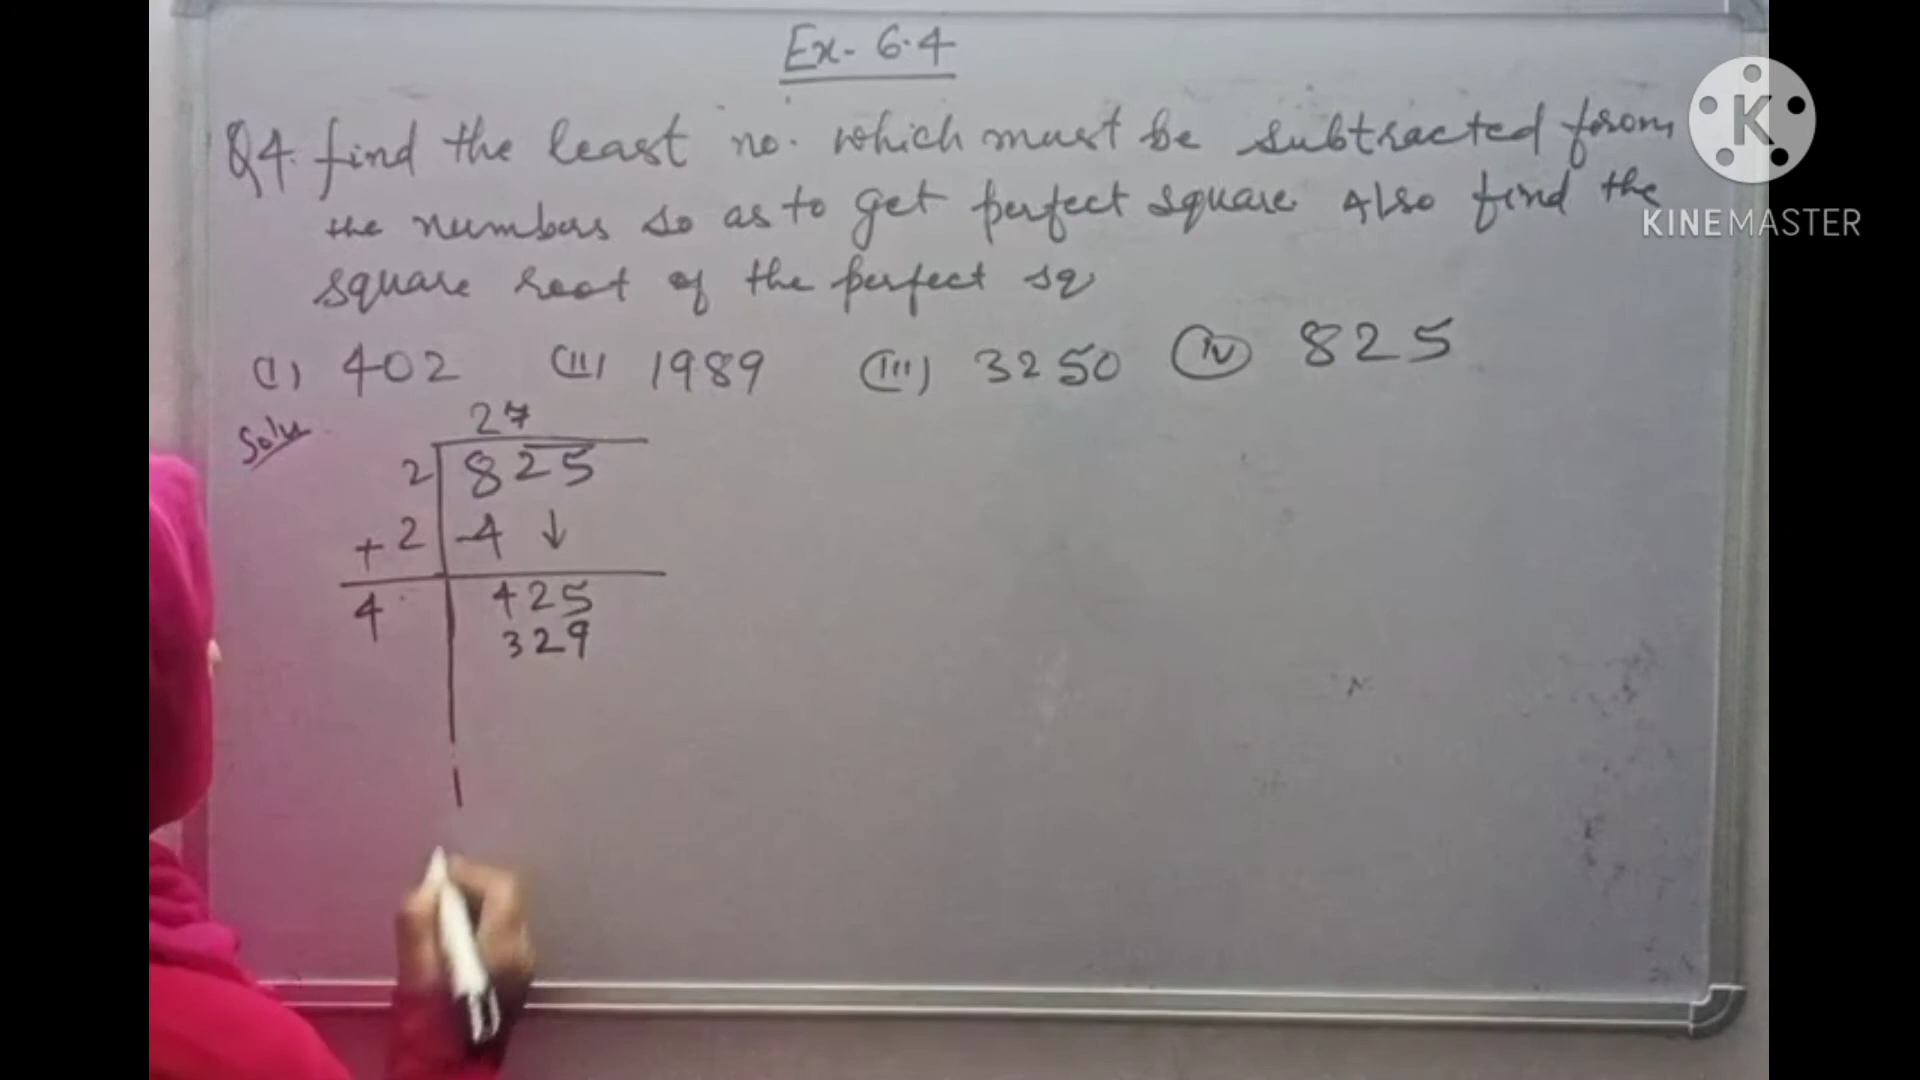 Ex- 6.4
Q4. find the least no. which must be subtracted from
the numbers so as to get perfect square. Also find the
square root of the perfect sq
(I) 402 (II) 1989 (III) 3250 (IV) 825
Solu
27
2 825
+2 -4 ↓
4 425
329
K
KINEMASTER